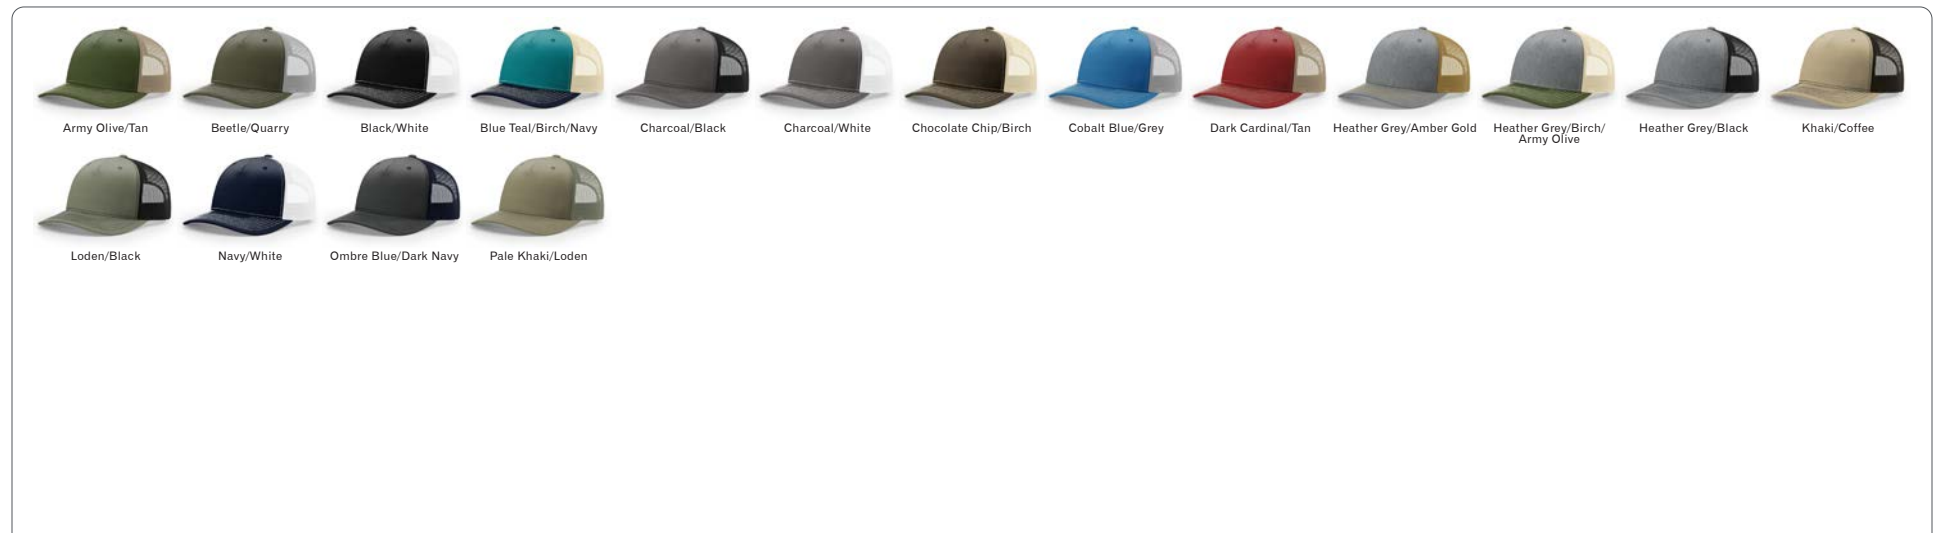 Army Olive/Tan
Beetle/Quarry
Black/White
Blue Teal/Birch/Navy
Charcoal/Black
Charcoal/White
Chocolate Chip/Birch
Cobalt Blue/Grey
Dark Cardinal/Tan
Heather Grey/Amber Gold
Heather Grey/Birch/
Army Olive
Heather Grey/Black
Khaki/Coffee
Loden/Black
Navy/White
Ombre Blue/Dark Navy
Pale Khaki/Loden